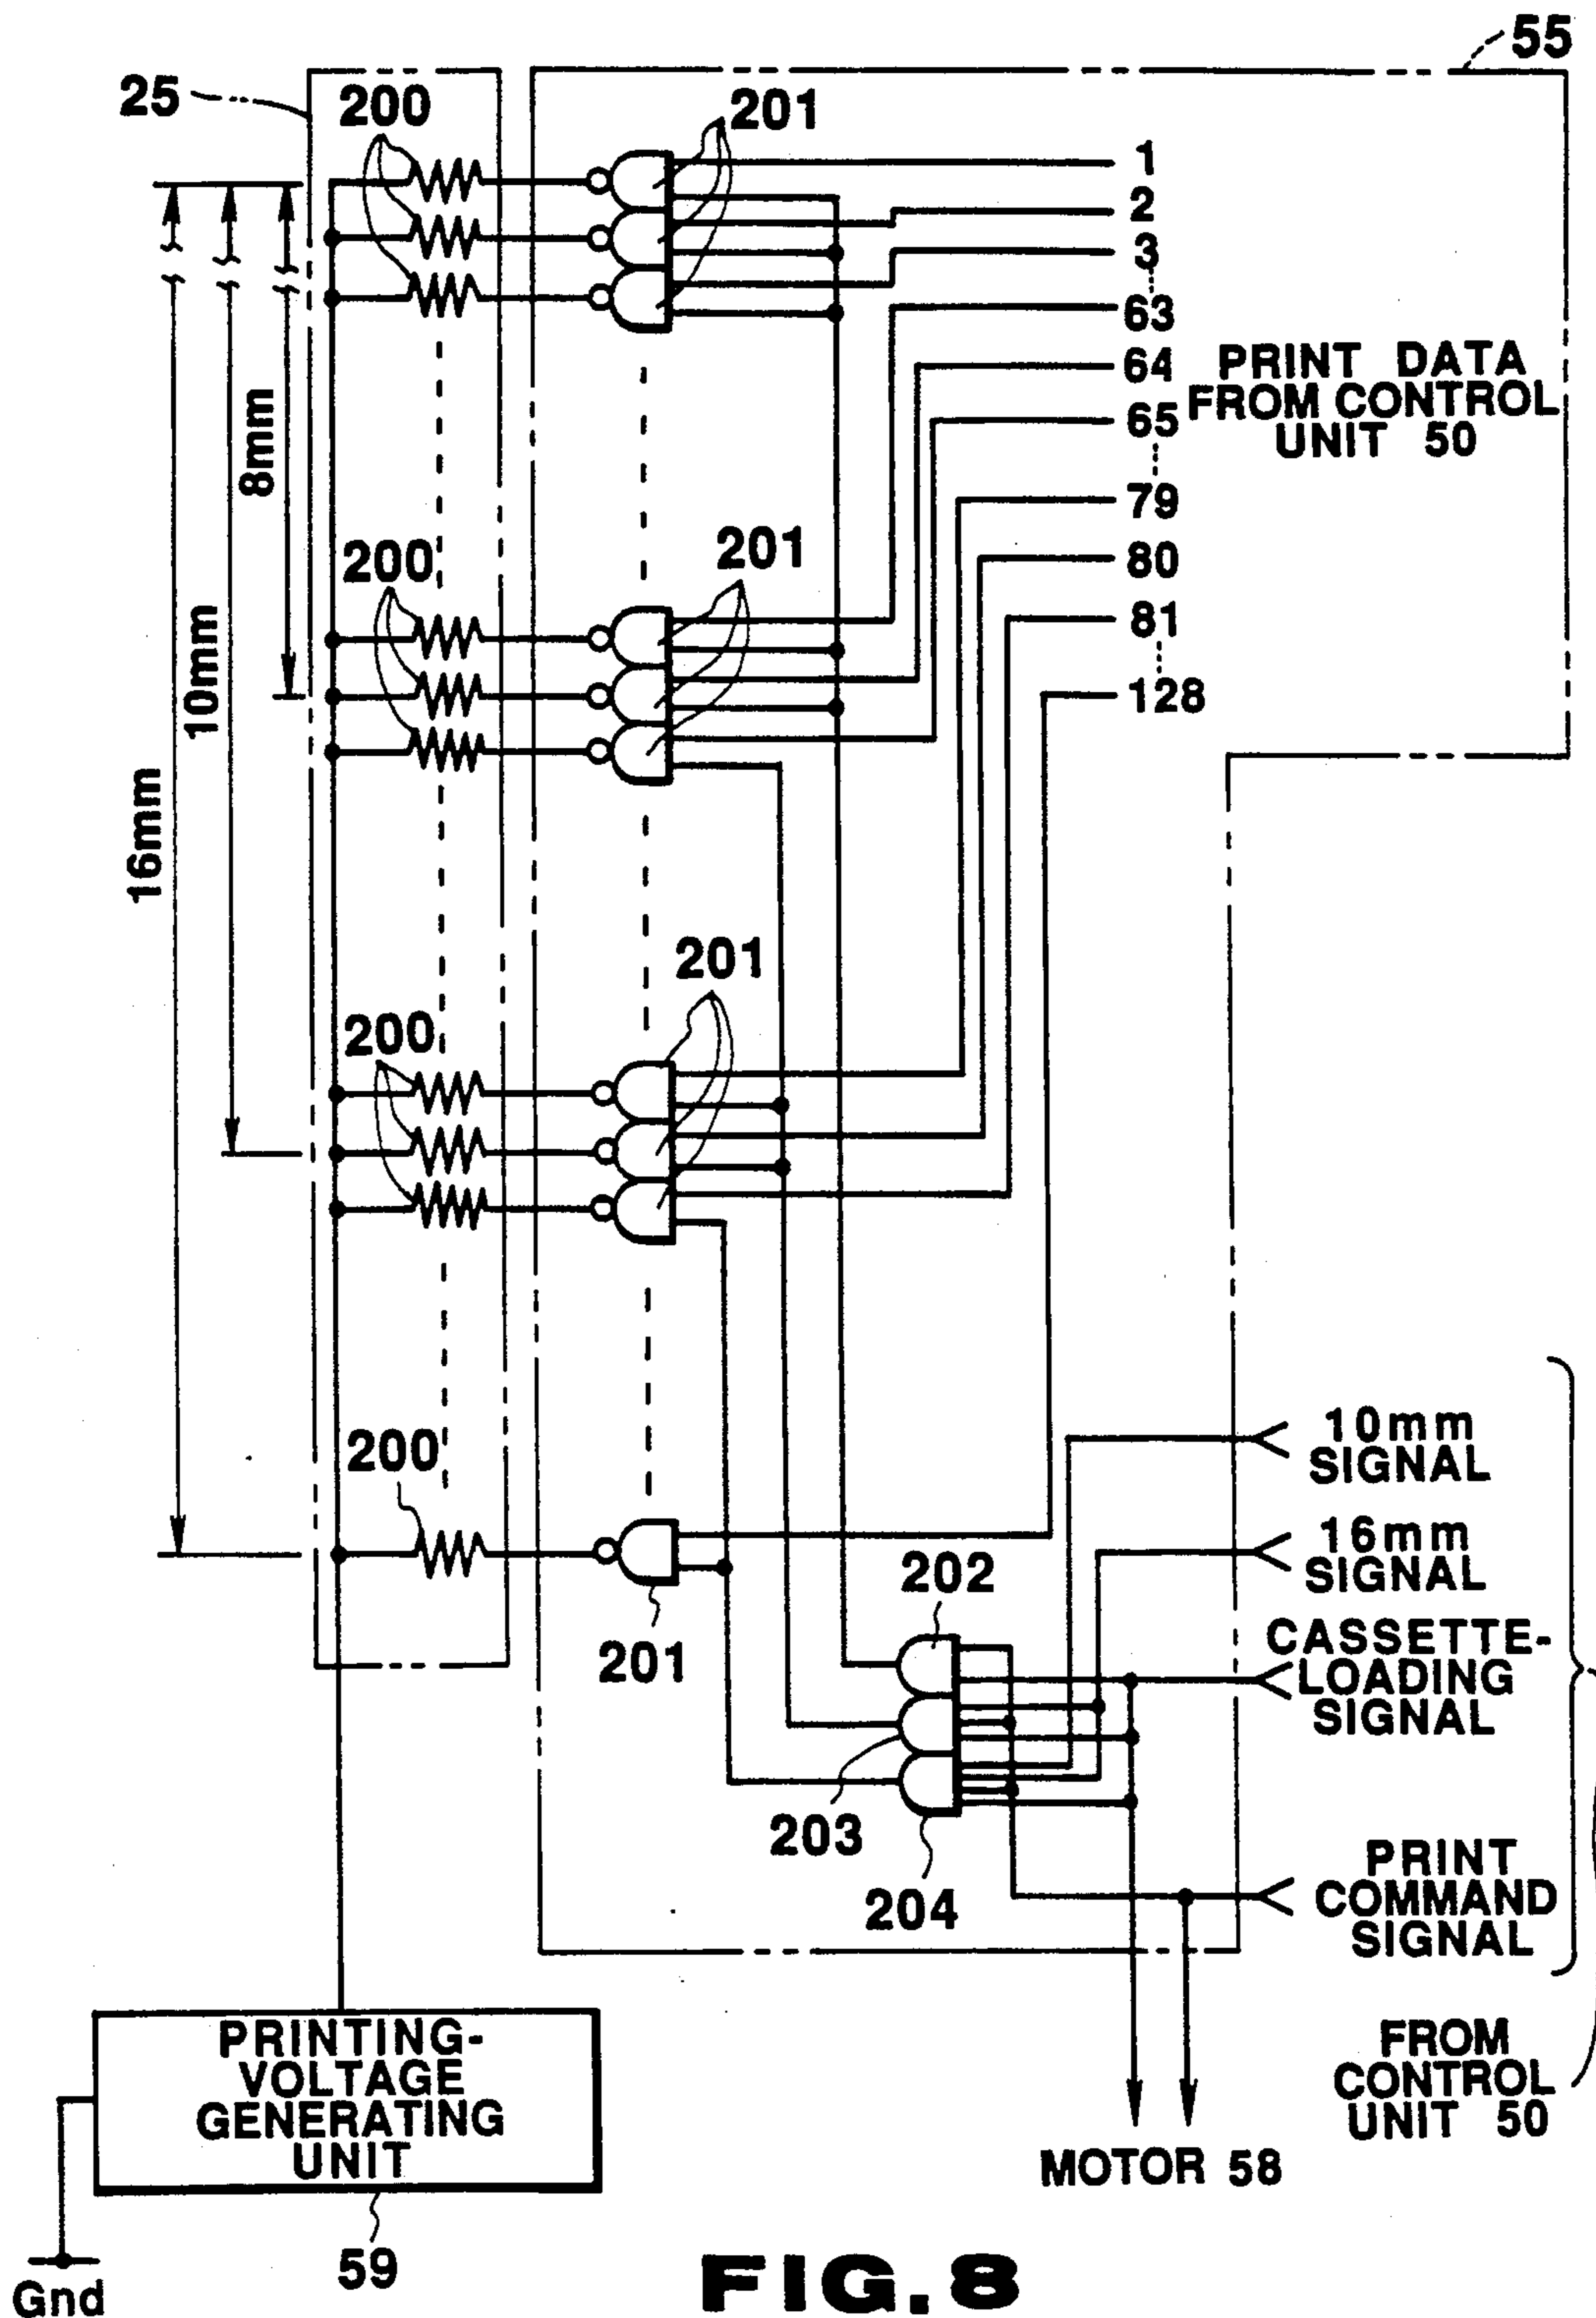 55
25
200
201
1
2
3
63
64
65
79
80
81
128
PRINT DATA
FROM CONTROL
UNIT 50
8mm
10mm
16mm
200
201
200
201
200
201
10mm
SIGNAL
16mm
SIGNAL
202
CASSETTE-
LOADING
SIGNAL
203
204
PRINT
COMMAND
SIGNAL
FROM
CONTROL
UNIT 50
MOTOR 58
PRINTING-
VOLTAGE
GENERATING
UNIT
59
Gnd
FIG.8